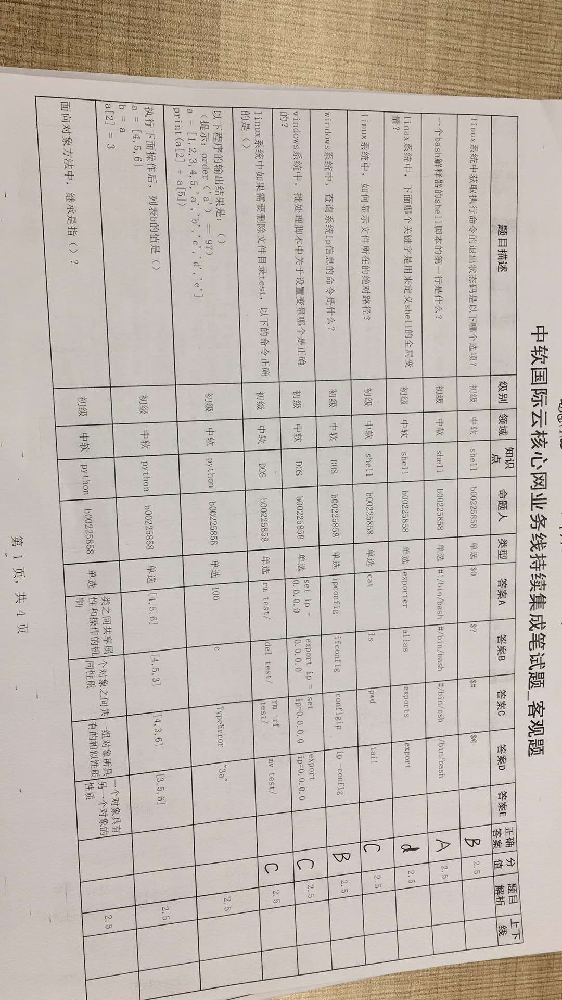 中软国际云核心网业务线持续集成笔试题_客观题
题目描述 级别 领域 知识点 命题人 类型 答案A 答案B 答案C 答案D 答案E 正确答案 分值 题目解析 上下线
linux系统中获取执行命令的退出状态码是以下哪个选项? 初级 中软 shell b00225858 单选 $0 $? $# $@ B 2.5
一个bash解释器的shell脚本的第一行是什么? 初级 中软 shell b00225858 单选 #!/bin/bash #/bin/bash #/bin/csh /bin/bash A 2.5
linux系统中,下面哪个关键字是用来定义shell的全局变量? 初级 中软 shell b00225858 单选 exporter alias exports export d 2.5
linux系统中,如何显示文件所在的绝对路径? 初级 中软 shell b00225858 单选 cat ls pwd tail C 2.5
windows系统中,查询系统ip信息的命令是什么? 初级 中软 DOS b00225858 单选 ipconfig ifconfig configip ip-config B 2.5
windows系统中,批处理脚本中关于设置变量哪个是正确的? 初级 中软 DOS b00225858 单选 set ip = 0.0.0.0 export ip = 0.0.0.0 set ip=0.0.0.0 export ip=0.0.0.0 C 2.5
linux系统中如果需要删除文件目录test,以下的命令正确的是() 初级 中软 DOS b00225858 单选 rm test/ del test/ rm -rf test/ mv test/ C 2.5
以下程序的输出结果是:()
(提示:order('a') == 97)
a = [1,2,3,4,5,'a','b','c','d','e']
print(a[2] + a[5]) 初级 中软 python b00225858 单选 100 c TypeError "3a" 2.5
执行下面操作后,列表b的值是()
a = [4,5,6]
b = a
a[2] = 3 初级 中软 python b00225858 单选 [4,5,6] [4,5,3] [4,3,6] [3,5,6] 2.5
面向对象方法中,继承是指()? 初级 中软 python b00225858 单选 类之间共享属性和操作的机制 个对象之间共同性质 一组对象所具有的相似性质 一个对象具有另一个对象的性质 2.5
第 1 页,共 4 页